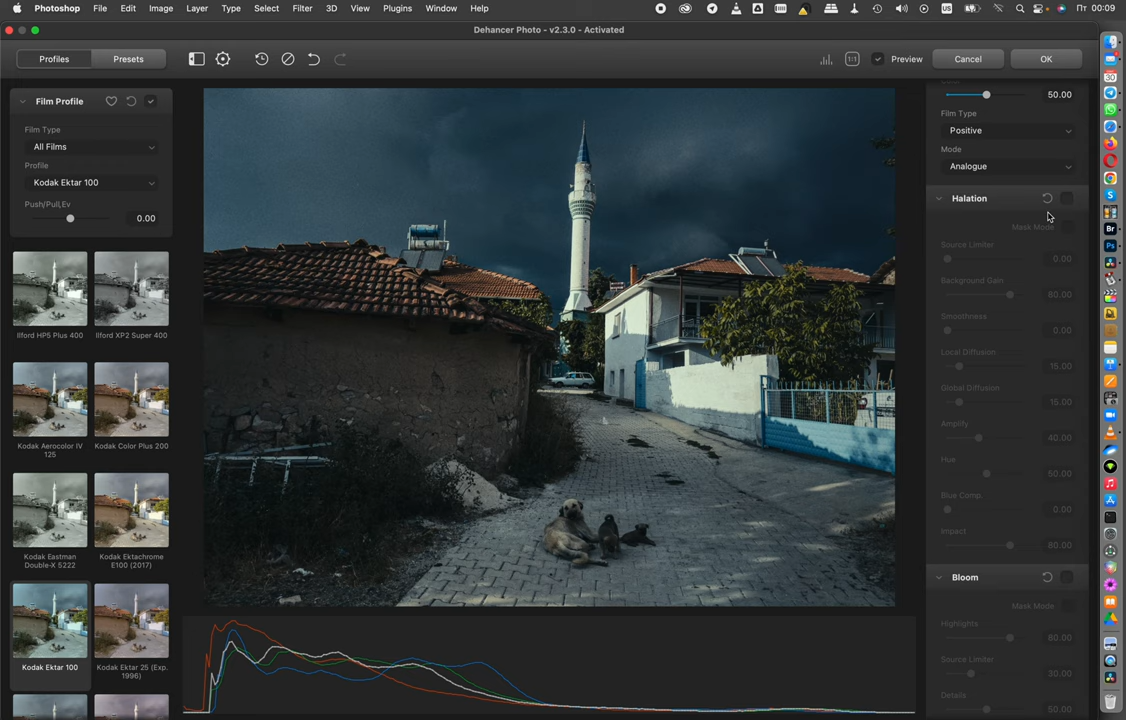 Photoshop File Edit Image Layer Type Select Filter 3D View Plugins Window Help US Пт 00:09
Dehancer Photo - v2.3.0 - Activated
Profiles Presets 1:1 Preview Cancel OK
Film Profile
Film Type
All Films
Profile
Kodak Ektar 100
Push/Pull,Ev
0.00
Ilford HP5 Plus 400 Ilford XP2 Super 400
Kodak Aerocolor IV 125 Kodak Color Plus 200
Kodak Eastman Double-X 5222 Kodak Ektachrome E100 (2017)
Kodak Ektar 100 Kodak Ektar 25 (Exp. 1996)
50.00
Film Type
Positive
Mode
Analogue
Halation
Mask Mode
Source Limiter
0.00
Background Gain
80.00
Smoothness
0.00
Local Diffusion
15.00
Global Diffusion
15.00
Amplify
40.00
Hue
50.00
Blue Comp.
0.00
Impact
80.00
Bloom
Mask Mode
Highlights
80.00
Source Limiter
30.00
Details
50.00